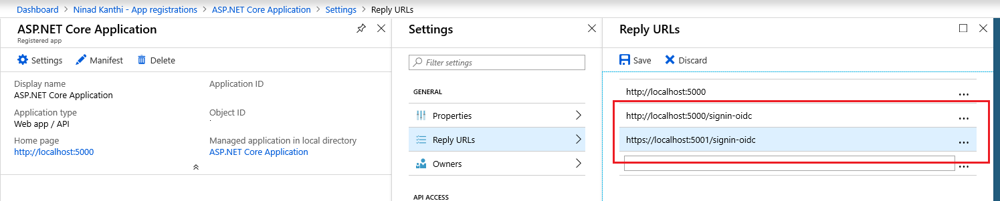 Dashboard > Ninad Kanthi - App registrations > ASP.NET Core Application > Settings > Reply URLs
ASP.NET Core Application
Registered app
Settings
Manifest
Delete
Display name
ASP.NET Core Application
Application ID
Application type
Web app / API
Object ID
Home page
http://localhost:5000
Managed application in local directory
ASP.NET Core Application
Settings
Filter settings
GENERAL
Properties
Reply URLs
Owners
API ACCESS
Reply URLs
Save
Discard
http://localhost:5000
...
http://localhost:5000/signin-oidc
...
https://localhost:5001/signin-oidc
...
...